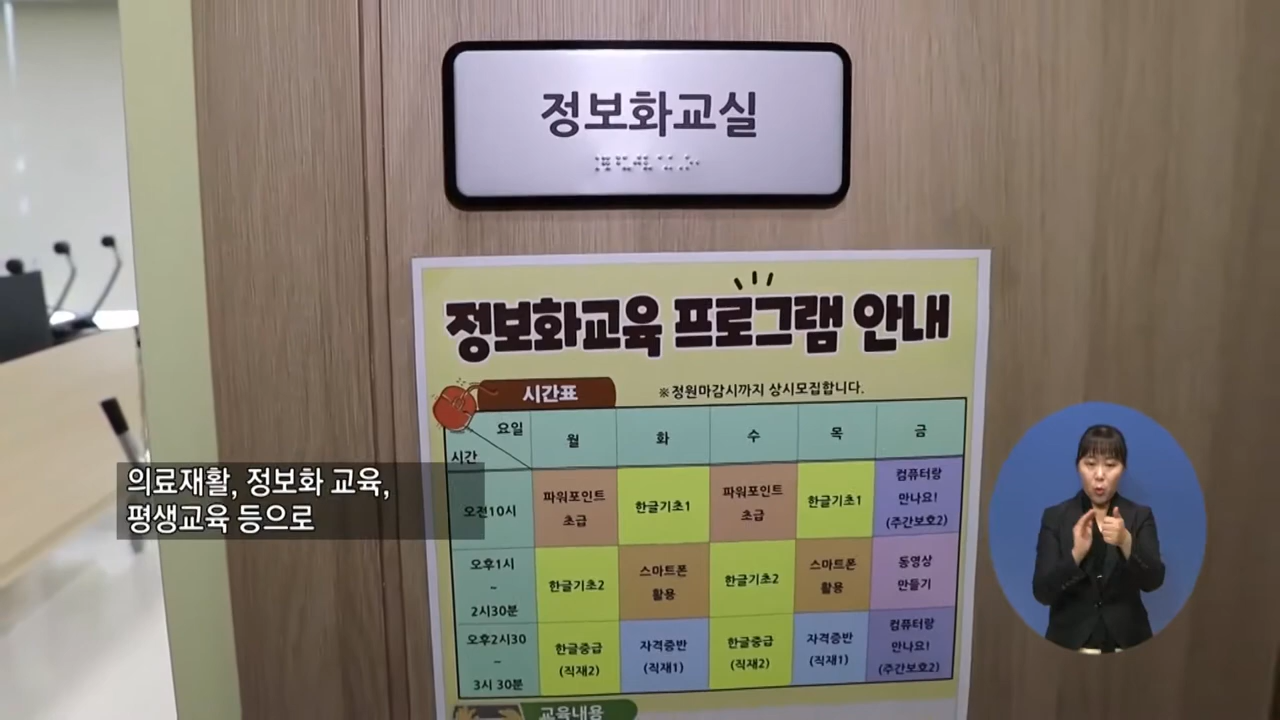 정보화교실
정보화교육 프로그램 안내
시간표
※정원마감시까지 상시모집합니다.
요일
시간
월
화
수
목
금
오전10시
파워포인트
초급
한글기초1
파워포인트
초급
한글기초1
컴퓨터랑
만나요!
(주간보호2)
오후1시
~
2시30분
한글기초2
스마트폰
활용
한글기초2
스마트폰
활용
동영상
만들기
오후2시30
~
3시 30분
한글중급
(직재2)
자격증반
(직재1)
한글중급
(직재2)
자격증반
(직재1)
컴퓨터랑
만나요!
(주간보호2)
교육내용
의료재활, 정보화 교육,
평생교육 등으로